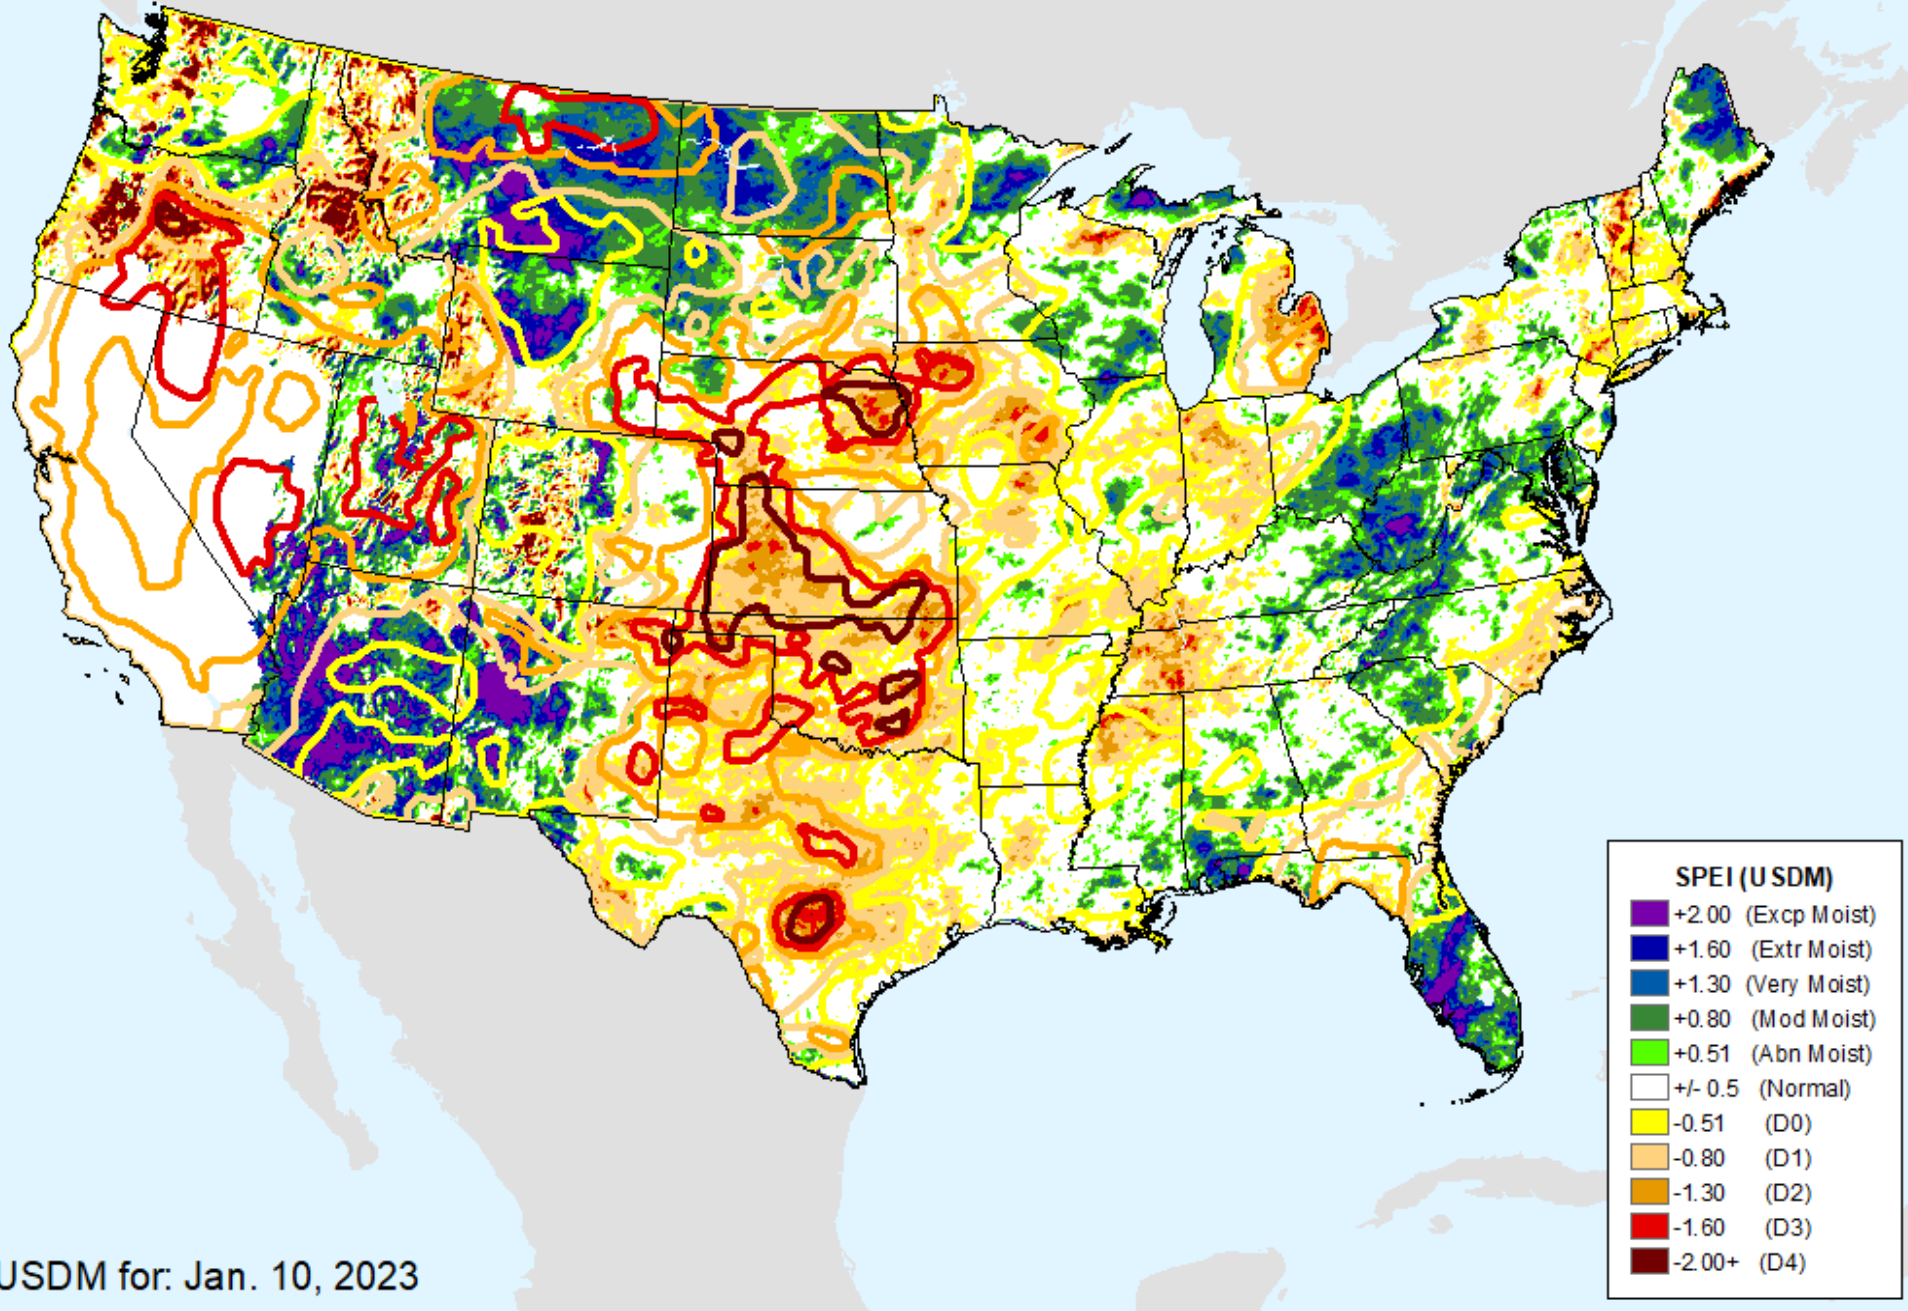 SPEI (USDM)
+2.00 (Excp Moist)
+1.60 (Extr Moist)
+1.30 (Very Moist)
+0.80 (Mod Moist)
+0.51 (Abn Moist)
+/- 0.5 (Normal)
-0.51 (D0)
-0.80 (D1)
-1.30 (D2)
-1.60 (D3)
-2.00+ (D4)
USDM for: Jan. 10, 2023